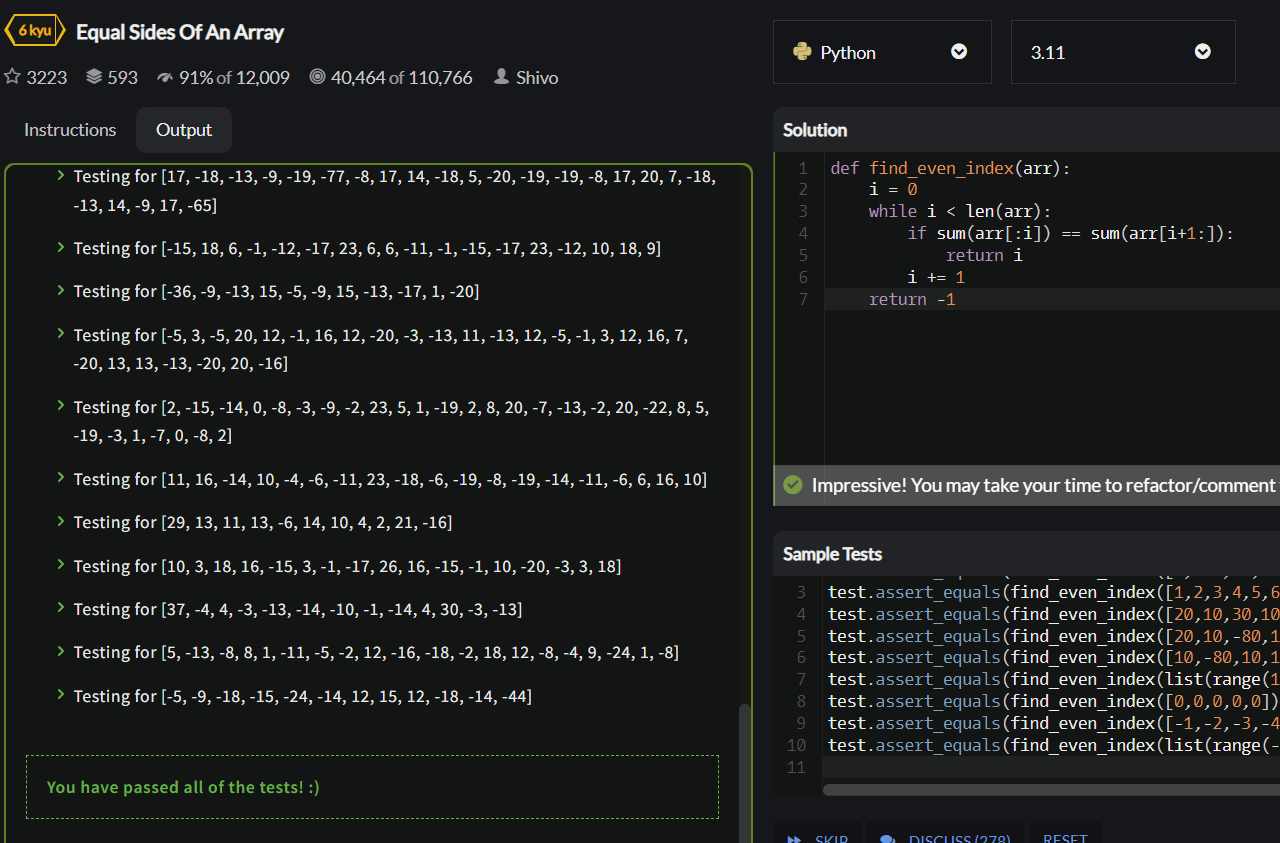 6 kyu Equal Sides Of An Array
3223 593 91% of 12,009 40,464 of 110,766 Shivo
Instructions Output
Testing for [17, -18, -13, -9, -19, -77, -8, 17, 14, -18, 5, -20, -19, -19, -8, 17, 20, 7, -18,
-13, 14, -9, 17, -65]
Testing for [-15, 18, 6, -1, -12, -17, 23, 6, 6, -11, -1, -15, -17, 23, -12, 10, 18, 9]
Testing for [-36, -9, -13, 15, -5, -9, 15, -13, -17, 1, -20]
Testing for [-5, 3, -5, 20, 12, -1, 16, 12, -20, -3, -13, 11, -13, 12, -5, -1, 3, 12, 16, 7,
-20, 13, 13, -13, -20, 20, -16]
Testing for [2, -15, -14, 0, -8, -3, -9, -2, 23, 5, 1, -19, 2, 8, 20, -7, -13, -2, 20, -22, 8, 5,
-19, -3, 1, -7, 0, -8, 2]
Testing for [11, 16, -14, 10, -4, -6, -11, 23, -18, -6, -19, -8, -19, -14, -11, -6, 6, 16, 10]
Testing for [29, 13, 11, 13, -6, 14, 10, 4, 2, 21, -16]
Testing for [10, 3, 18, 16, -15, 3, -1, -17, 26, 16, -15, -1, 10, -20, -3, 3, 18]
Testing for [37, -4, 4, -3, -13, -14, -10, -1, -14, 4, 30, -3, -13]
Testing for [5, -13, -8, 8, 1, -11, -5, -2, 12, -16, -18, -2, 18, 12, -8, -4, 9, -24, 1, -8]
Testing for [-5, -9, -18, -15, -24, -14, 12, 15, 12, -18, -14, -44]
You have passed all of the tests! :)
Python 3.11
Solution
1 def find_even_index(arr):
2 i = 0
3 while i < len(arr):
4 if sum(arr[:i]) == sum(arr[i+1:]):
5 return i
6 i += 1
7 return -1
Impressive! You may take your time to refactor/comment
Sample Tests
3 test.assert_equals(find_even_index([1,2,3,4,5,6
4 test.assert_equals(find_even_index([20,10,30,10
5 test.assert_equals(find_even_index([20,10,-80,1
6 test.assert_equals(find_even_index([10,-80,10,1
7 test.assert_equals(find_even_index(list(range(1
8 test.assert_equals(find_even_index([0,0,0,0,0])
9 test.assert_equals(find_even_index([-1,-2,-3,-4
10 test.assert_equals(find_even_index(list(range(-
11
SKIP DISCUSS (278) RESET